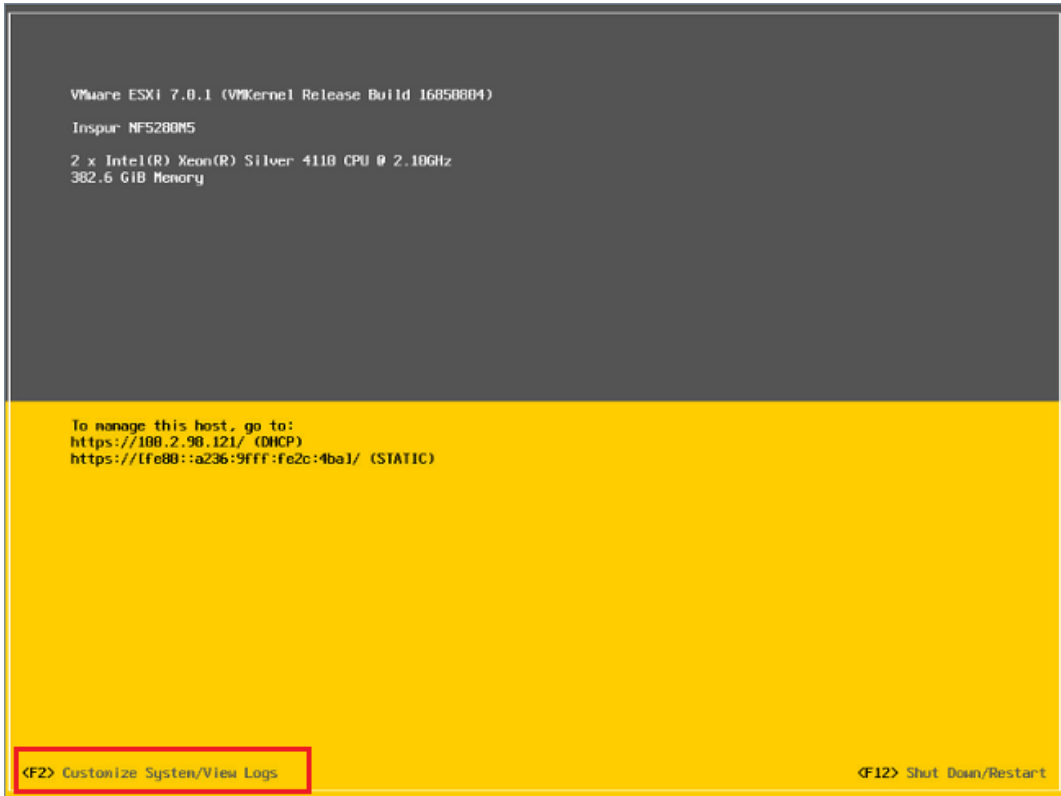 VMware ESXi 7.0.1 (VMKernel Release Build 16850804)
Inspur NF5280M5
2 x Intel(R) Xeon(R) Silver 4110 CPU @ 2.10GHz
382.6 GiB Memory
To manage this host, go to:
https://100.2.98.121/ (DHCP)
https://[fe80::a236:9fff:fe2c:4ba]/ (STATIC)
<F2> Customize System/View Logs
<F12> Shut Down/Restart